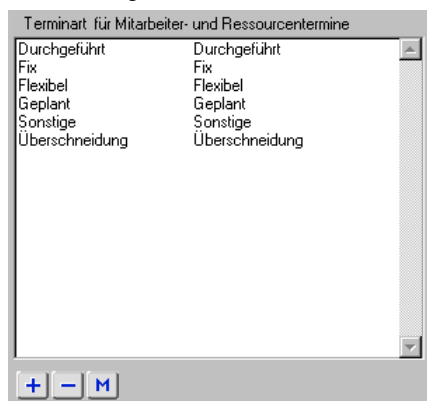 Terminart für Mitarbeiter- und Ressourcentermine
Durchgeführt Durchgeführt
Fix Fix
Flexibel Flexibel
Geplant Geplant
Sonstige Sonstige
Überschneidung Überschneidung
+ − M